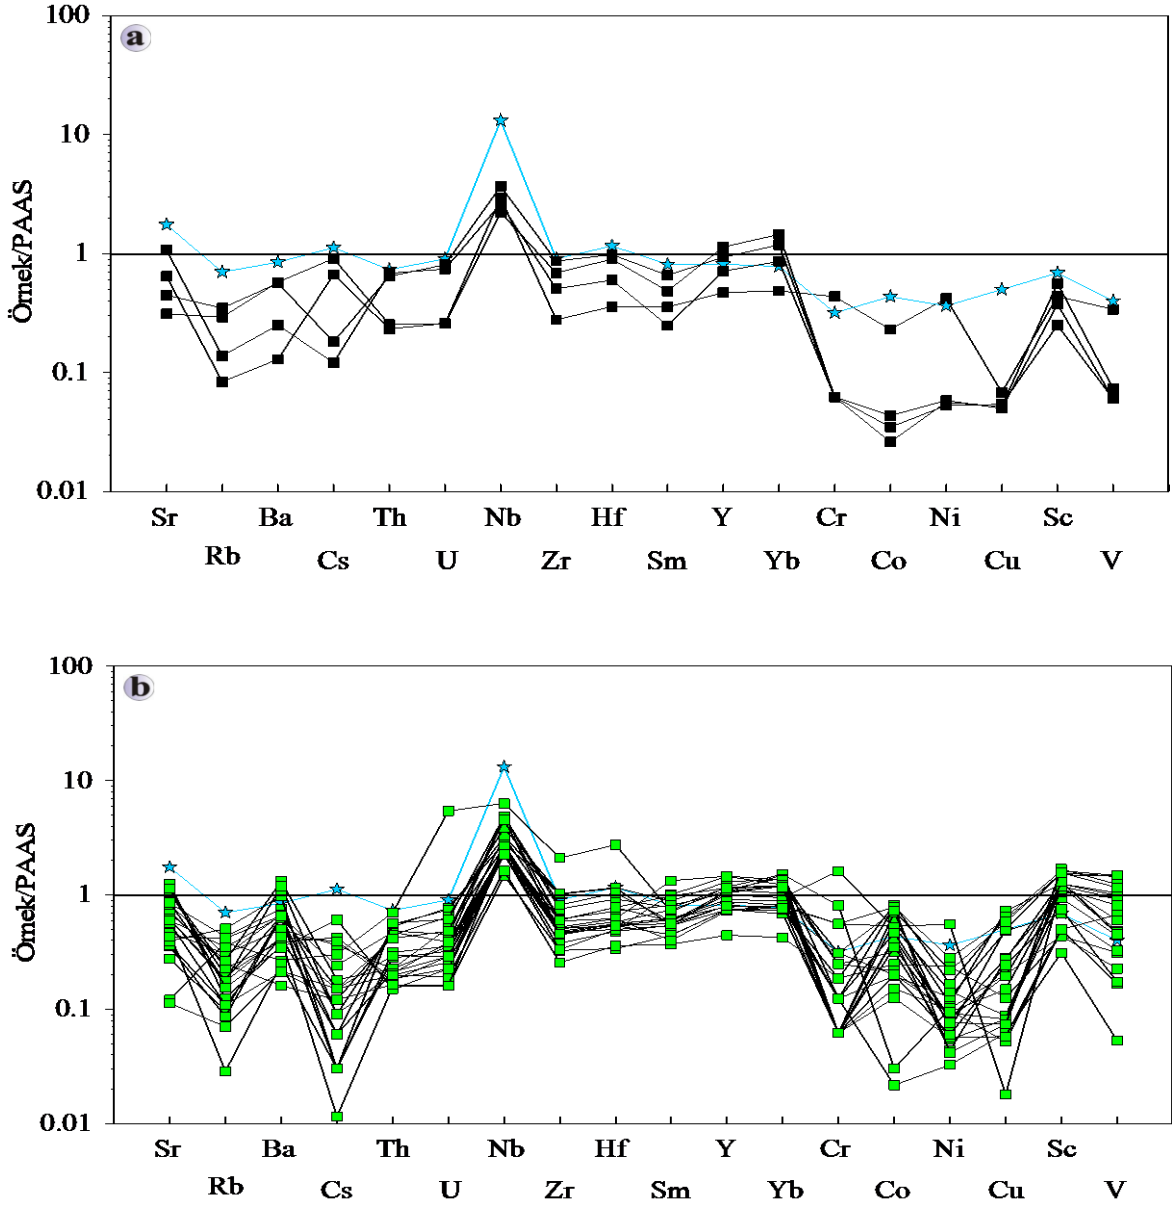 100
a
10
1
0.1
0.01
Örnek/PAAS
Sr Ba Th Nb Hf Y Cr Ni Sc
Rb Cs U Zr Sm Yb Co Cu V
100
b
10
1
0.1
0.01
Örnek/PAAS
Sr Ba Th Nb Hf Y Cr Ni Sc
Rb Cs U Zr Sm Yb Co Cu V